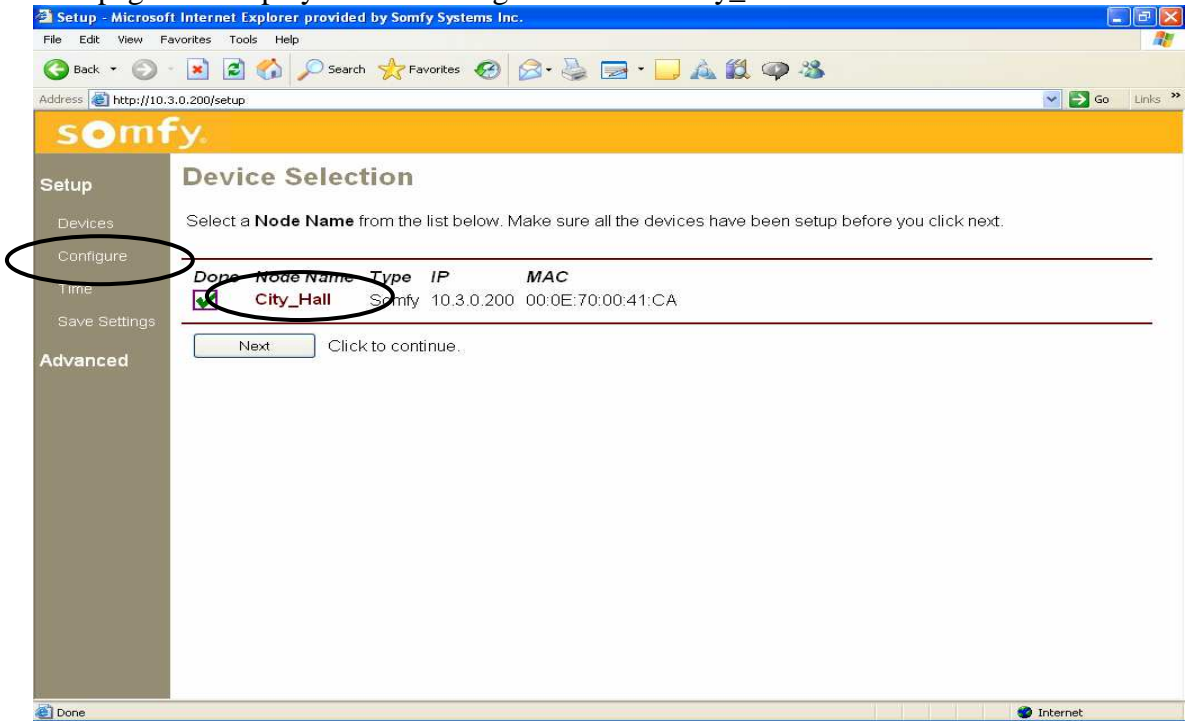 Setup - Microsoft Internet Explorer provided by Somfy Systems Inc.
File Edit View Favorites Tools Help
Back Search Favorites
Address http://10.3.0.200/setup Go Links »
somfy.
Setup
Devices
Configure
Time
Save Settings
Advanced
Device Selection
Select a Node Name from the list below. Make sure all the devices have been setup before you click next.
Done Node Name Type IP MAC
City_Hall Somfy 10.3.0.200 00:0E:70:00:41:CA
Next Click to continue.
Done Internet